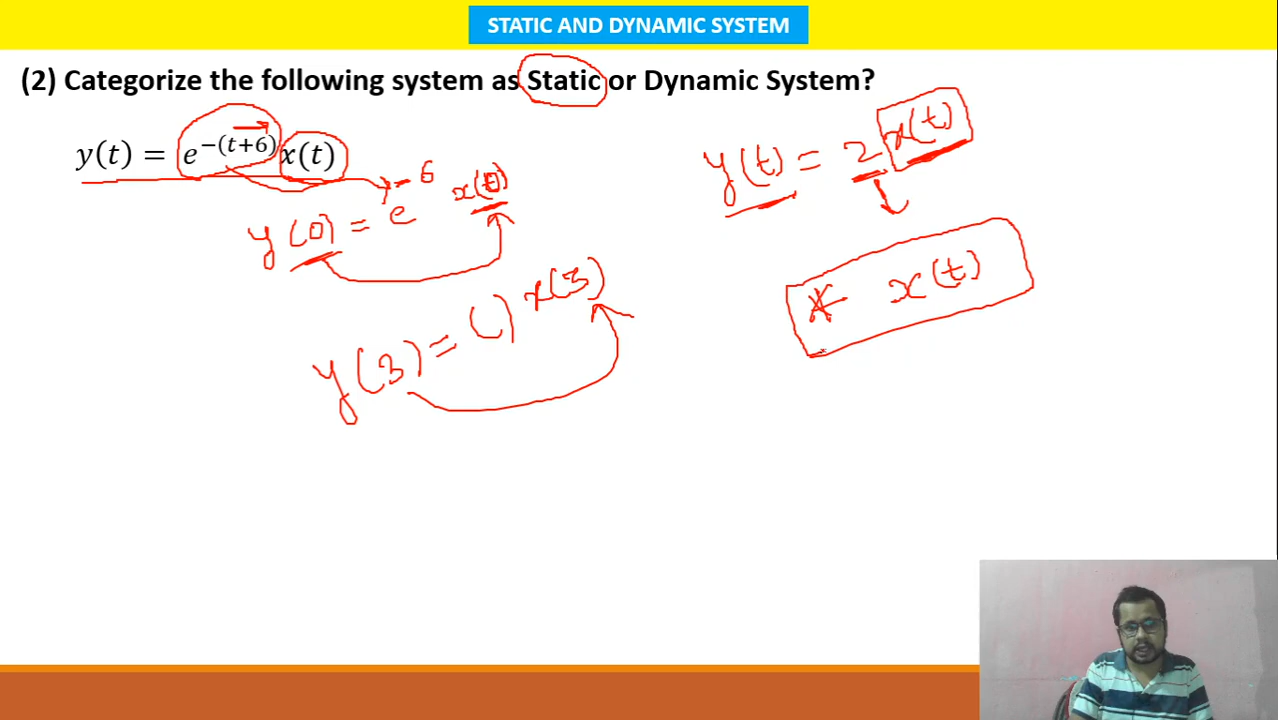 STATIC AND DYNAMIC SYSTEM
(2) Categorize the following system as Static or Dynamic System?
y(t) = e^{-(t+6)} x(t)
y(0) = e^{-6} x(0)
y(3) = ( ) x(3)
y(t) = 2 x(t)
* x(t)